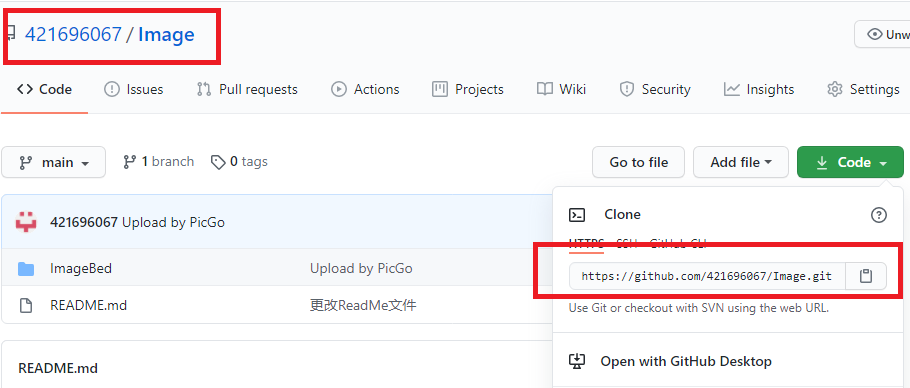 421696067 / Image
Unw
Code Issues Pull requests Actions Projects Wiki Security Insights Settings
main 1 branch 0 tags Go to file Add file Code
421696067 Upload by PicGo
Clone
HTTPS SSH GitHub CLI
ImageBed Upload by PicGo
https://github.com/421696067/Image.git
README.md 更改ReadMe文件
Use Git or checkout with SVN using the web URL.
Open with GitHub Desktop
README.md